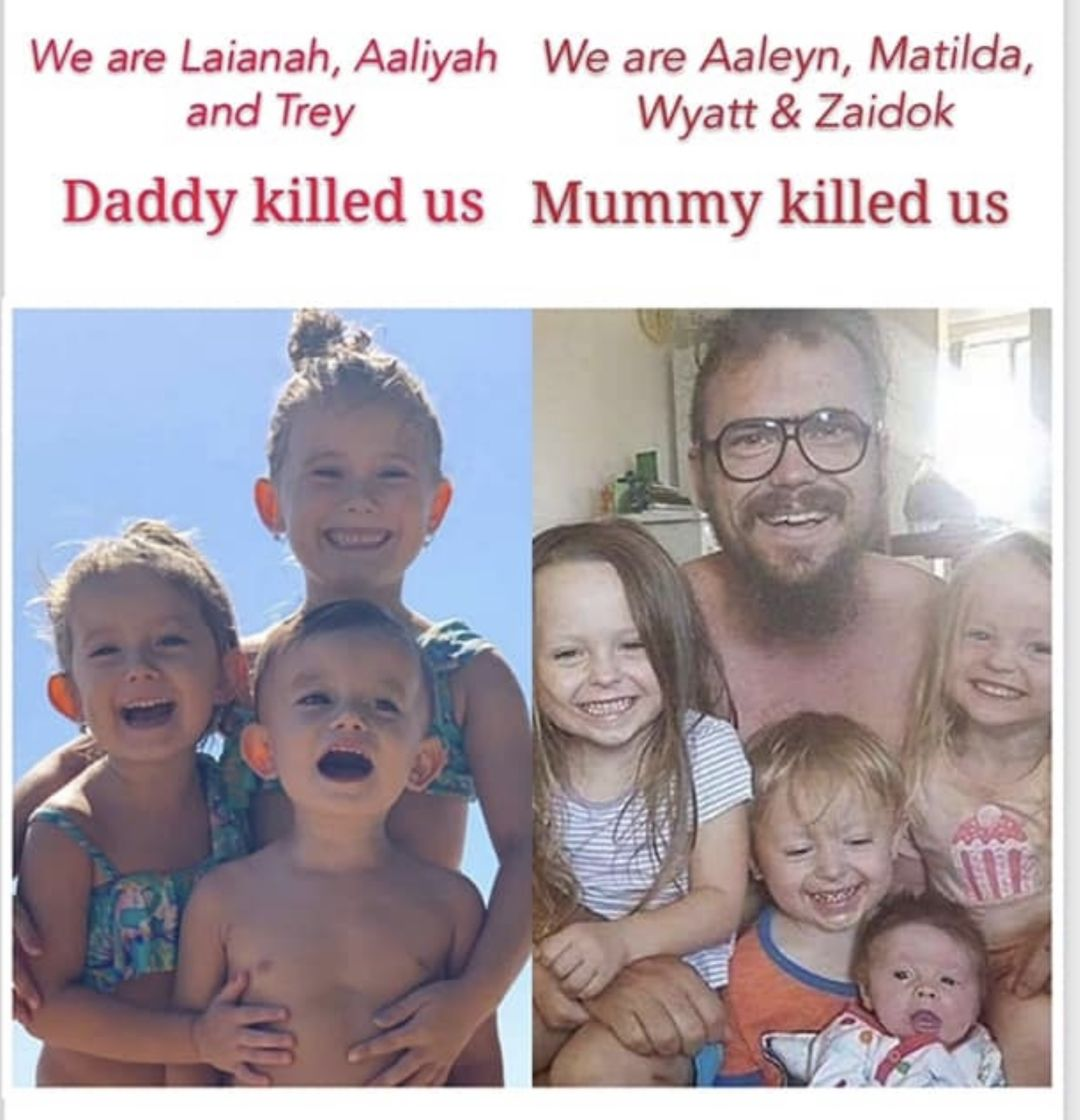 We are Laianah, Aaliyah
and Trey
Daddy killed us
We are Aaleyn, Matilda,
Wyatt & Zaidok
Mummy killed us